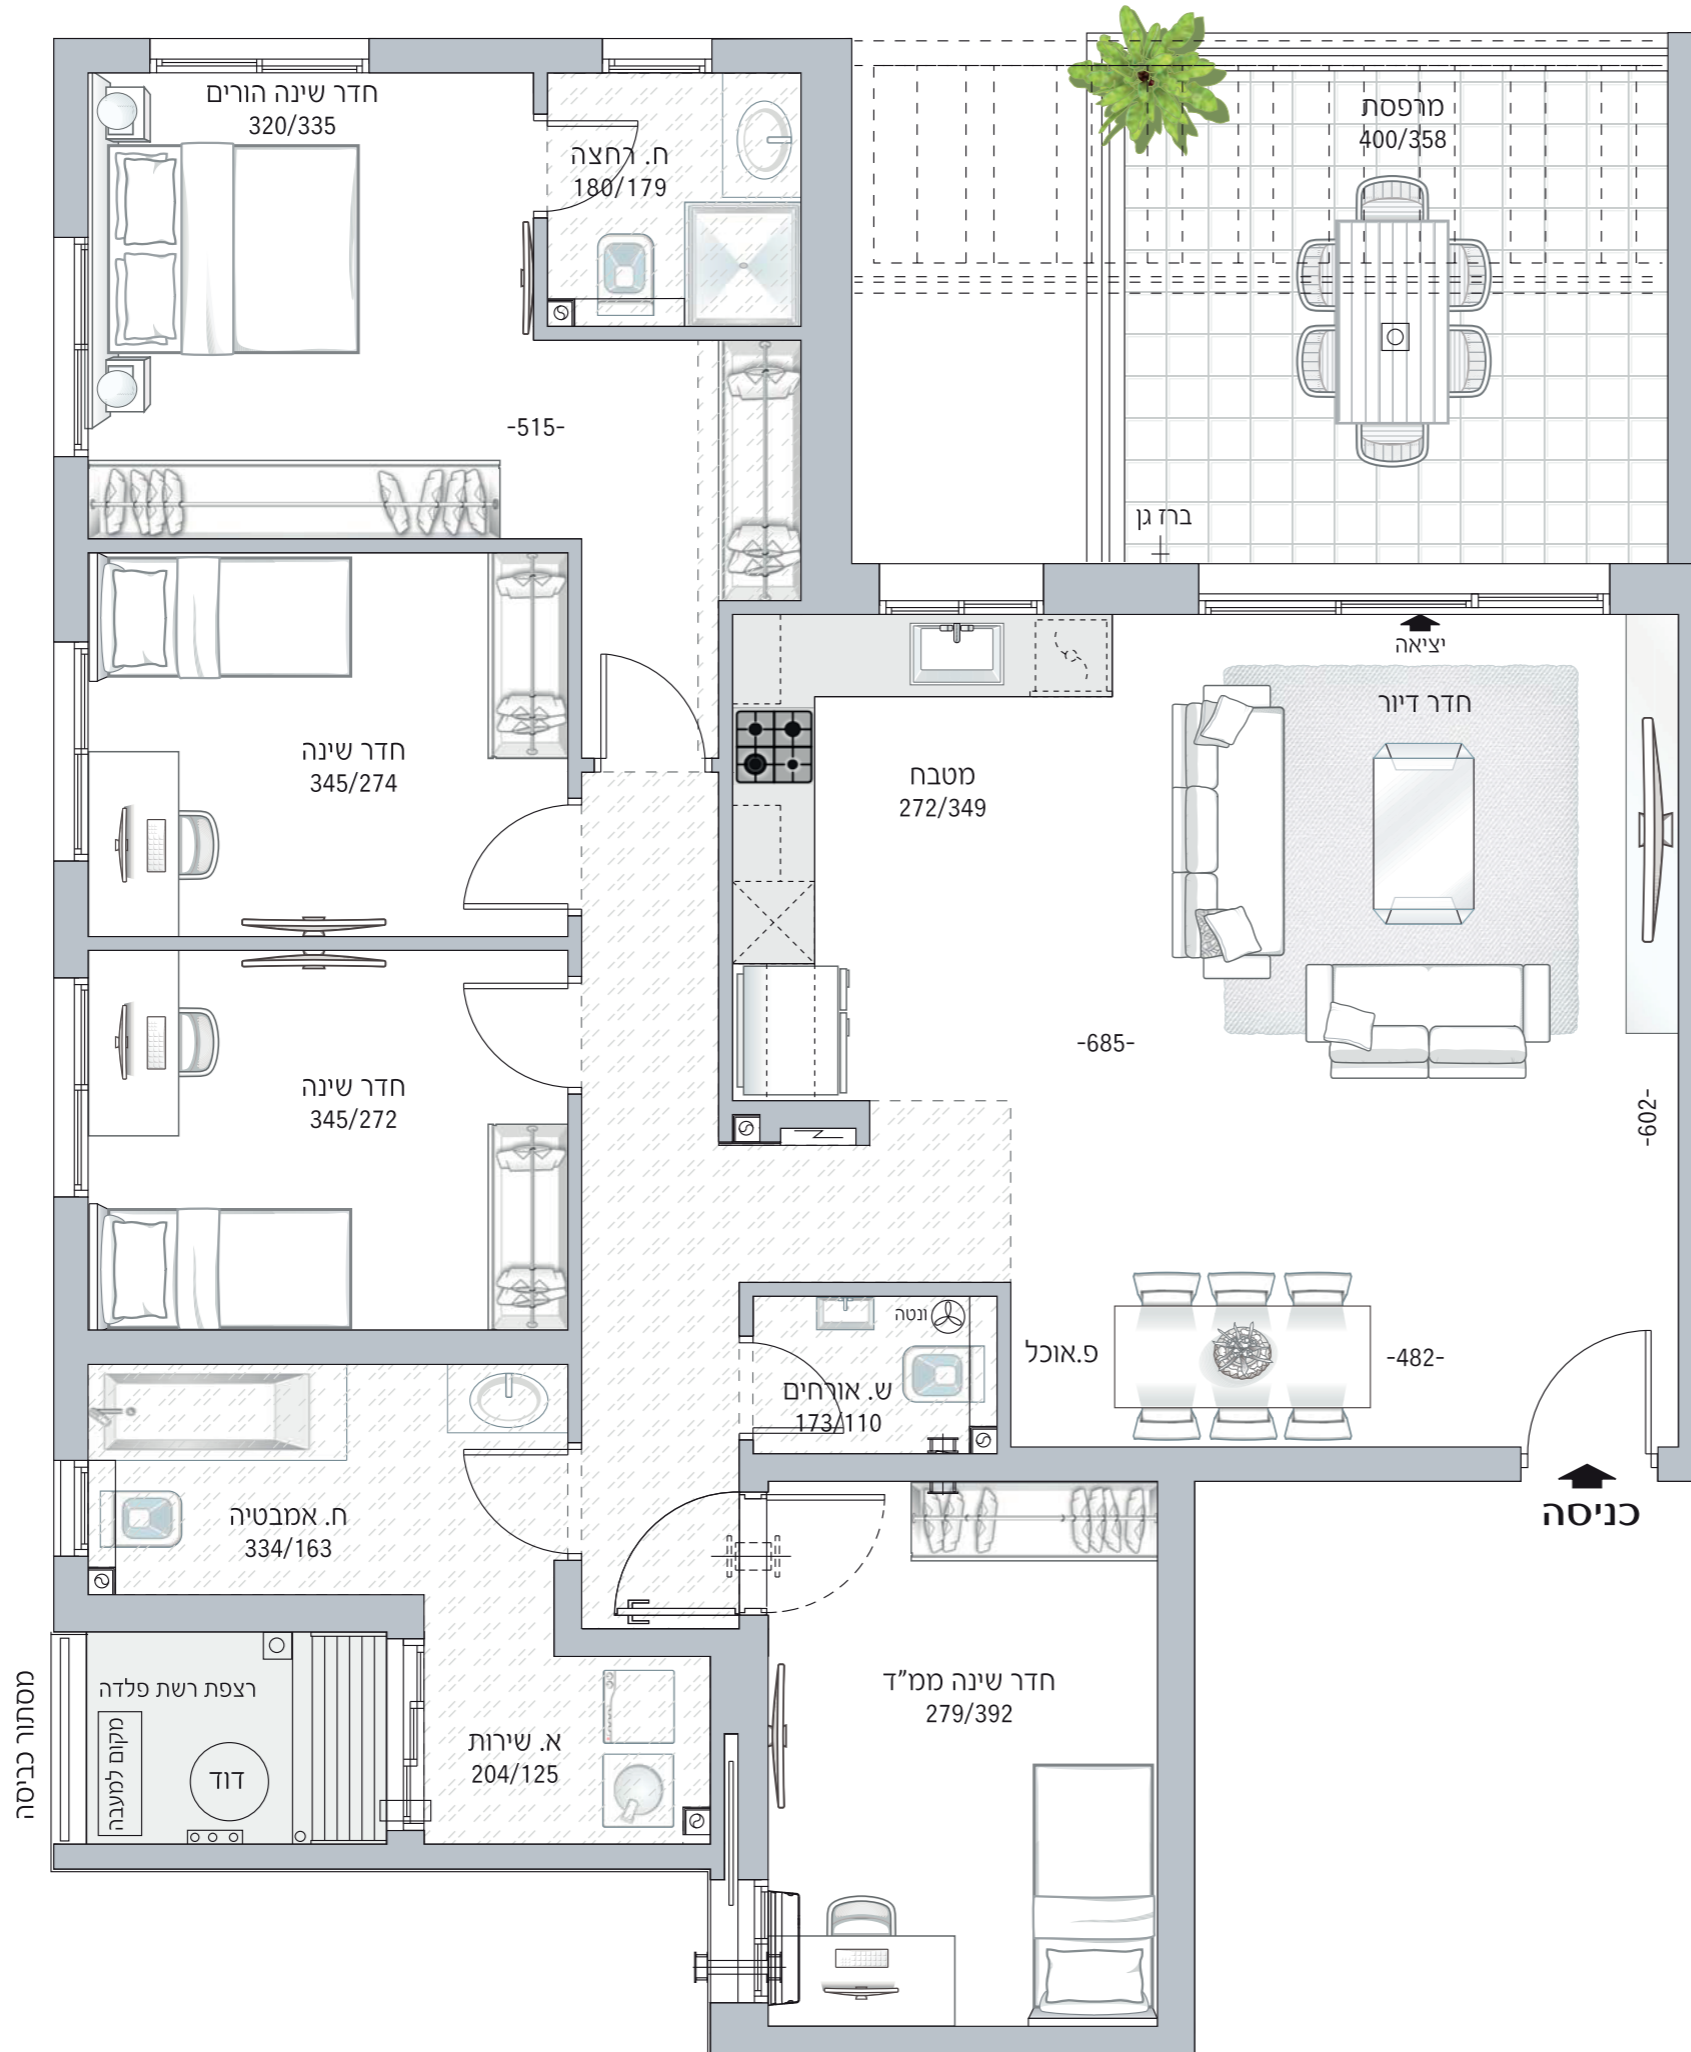 חדר שינה הורים
320/335
ח. רחצה
180/179
מרפסת
400/358
-515-
ברז גן
יציאה
חדר דיור
חדר שינה
345/274
מטבח
272/349
-685-
חדר שינה
345/272
-602-
ונטה
ש. אורחים
173/110
פ.אוכל
-482-
כניסה
ח. אמבטיה
334/163
מסתור כביסה
רצפת רשת פלדה
מקום למעבה
דוד
א. שירות
204/125
חדר שינה ממ"ד
279/392